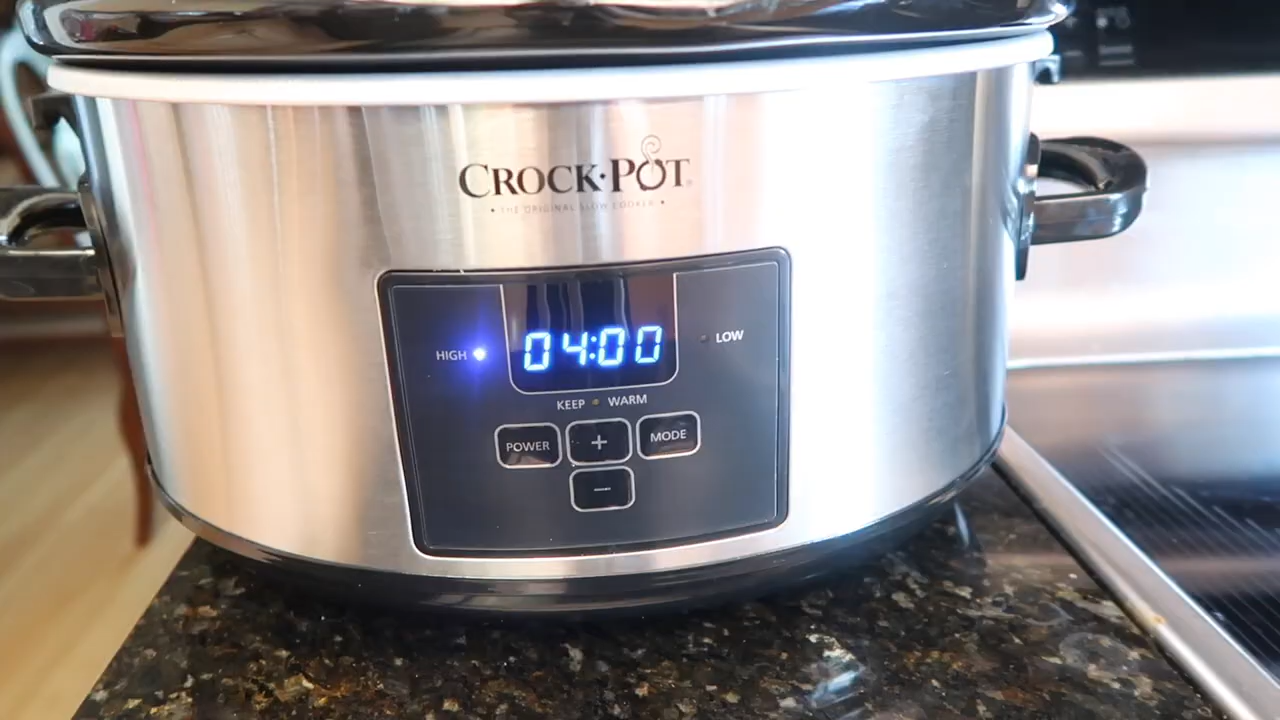 CROCK·POT®
• THE ORIGINAL SLOW COOKER •
HIGH 04:00 LOW
KEEP WARM
POWER + MODE
-